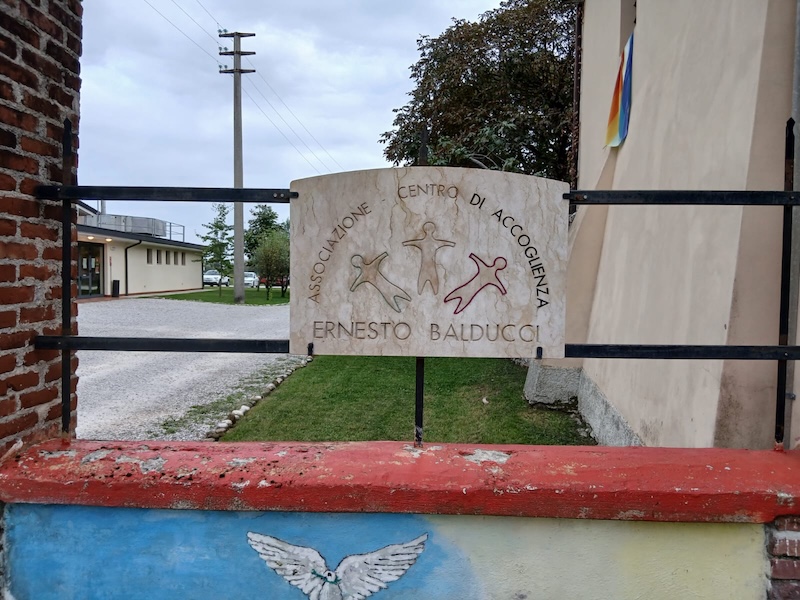 ASSOCIAZIONE - CENTRO DI ACCOGLIENZA
ERNESTO BALDUCCI